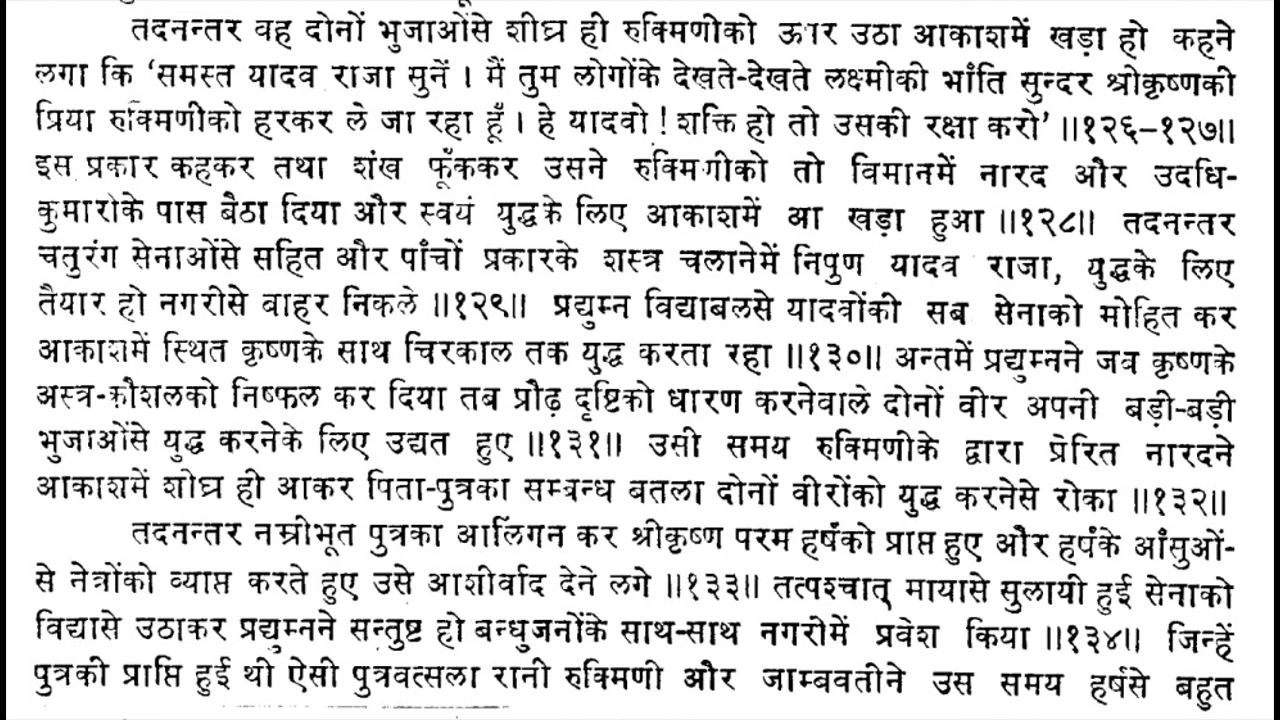 तदनन्तर वह दोनों भुजाओंसे शीघ्र ही रुक्मिणीको ऊपर उठा आकाशमें खड़ा हो कहने
लगा कि ‘समस्त यादव राजा सुनें । मैं तुम लोगोंके देखते-देखते लक्ष्मीकी भाँति सुन्दर श्रीकृष्णकी
प्रिया रुक्मिणीको हरकर ले जा रहा हूँ । हे यादवो ! शक्ति हो तो उसकी रक्षा करो’ ॥१२६–१२७॥
इस प्रकार कहकर तथा शंख फूँककर उसने रुक्मिणीको तो विमानमें नारद और उदधि-
कुमारीके पास बैठा दिया और स्वयं युद्धके लिए आकाशमें आ खड़ा हुआ ॥१२८॥ तदनन्तर
चतुरंग सेनाओंसे सहित और पाँचों प्रकारके शस्त्र चलानेमें निपुण यादव राजा, युद्धके लिए
तैयार हो नगरीसे बाहर निकले ॥१२९॥ प्रद्युम्न विद्याबलसे यादवोंकी सब सेनाको मोहित कर
आकाशमें स्थित कृष्णके साथ चिरकाल तक युद्ध करता रहा ॥१३०॥ अन्तमें प्रद्युम्नने जब कृष्णके
अस्त्र-कौशलको निष्फल कर दिया तब प्रौढ़ दृष्टिको धारण करनेवाले दोनों वीर अपनी बड़ी-बड़ी
भुजाओंसे युद्ध करनेके लिए उद्यत हुए ॥१३१॥ उसी समय रुक्मिणीके द्वारा प्रेरित नारदने
आकाशमें शीघ्र ही आकर पिता-पुत्रका सम्बन्ध बतला दोनों वीरोंको युद्ध करनेसे रोका ॥१३२॥
तदनन्तर नम्रीभूत पुत्रका आलिंगन कर श्रीकृष्ण परम हर्षको प्राप्त हुए और हर्षके आँसुओं-
से नेत्रोंको व्याप्त करते हुए उसे आशीर्वाद देने लगे ॥१३३॥ तत्पश्चात् मायासे सुलायी हुई सेनाको
विद्यासे उठाकर प्रद्युम्नने सन्तुष्ट हो बन्धुजनोंके साथ-साथ नगरीमें प्रवेश किया ॥१३४॥ जिन्हें
पुत्रकी प्राप्ति हुई थी ऐसी पुत्रवत्सला रानी रुक्मिणी और जाम्बवतीने उस समय हर्षसे बहुत